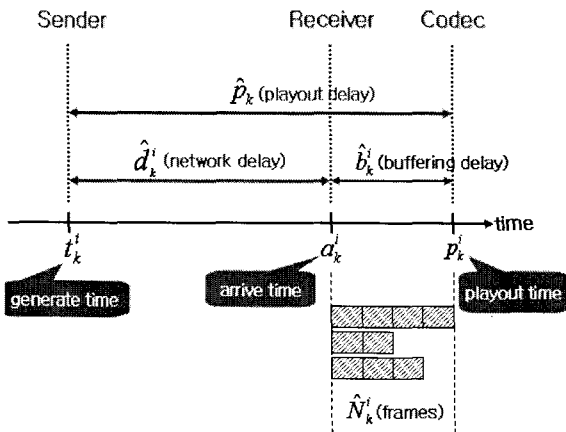 Sender Receiver Codec
p̂ₖ (playout delay)
d̂ₖⁱ (network delay) b̂ₖⁱ (buffering delay)
time
tₖⁱ aₖⁱ pₖⁱ
generate time arrive time playout time
N̂ₖⁱ (frames)